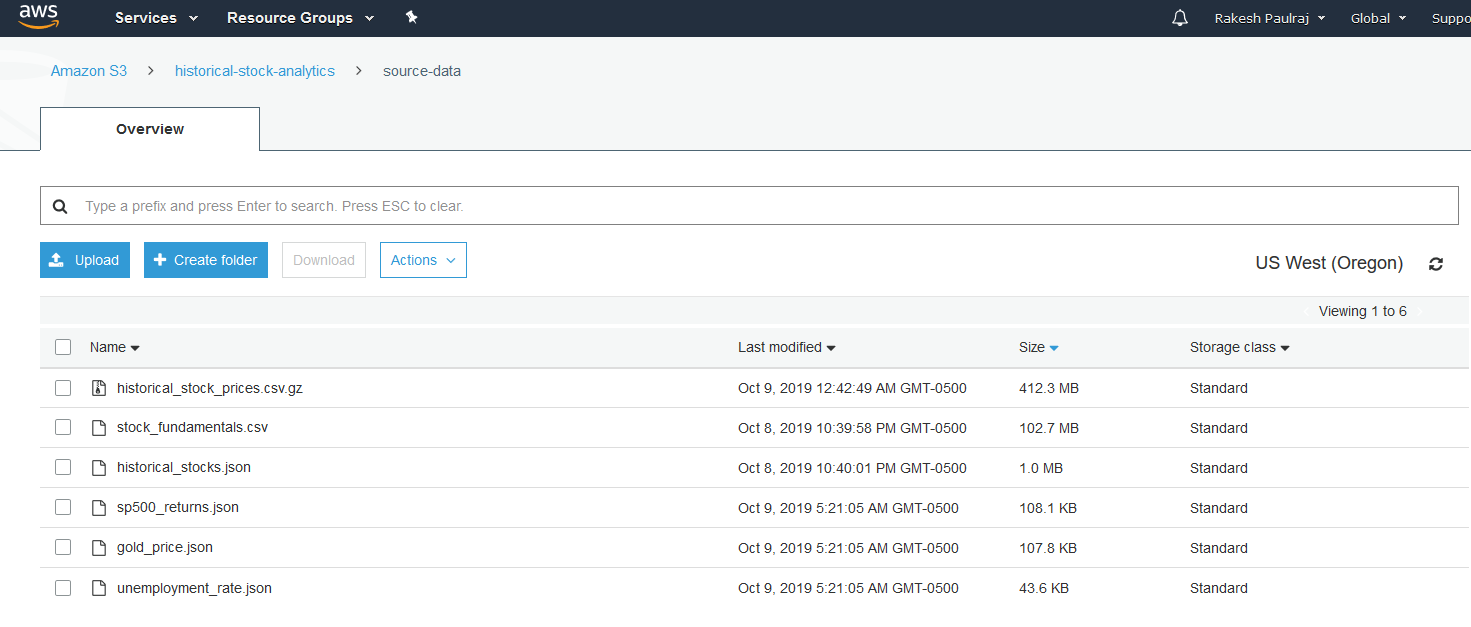 aws Services Resource Groups Rakesh Paulraj Global Suppo
Amazon S3 > historical-stock-analytics > source-data
Overview
Type a prefix and press Enter to search. Press ESC to clear.
Upload Create folder Download Actions US West (Oregon)
Viewing 1 to 6
Name Last modified Size Storage class
historical_stock_prices.csv.gz Oct 9, 2019 12:42:49 AM GMT-0500 412.3 MB Standard
stock_fundamentals.csv Oct 8, 2019 10:39:58 PM GMT-0500 102.7 MB Standard
historical_stocks.json Oct 8, 2019 10:40:01 PM GMT-0500 1.0 MB Standard
sp500_returns.json Oct 9, 2019 5:21:05 AM GMT-0500 108.1 KB Standard
gold_price.json Oct 9, 2019 5:21:05 AM GMT-0500 107.8 KB Standard
unemployment_rate.json Oct 9, 2019 5:21:05 AM GMT-0500 43.6 KB Standard